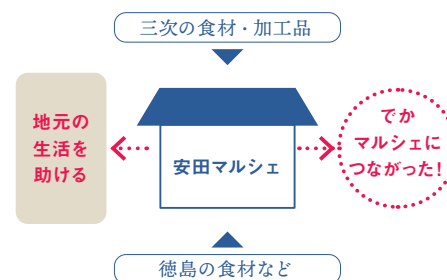 三次の食材・加工品
地元の
生活を
助ける
安田マルシェ
でか
マルシェに
つながった!
徳島の食材など